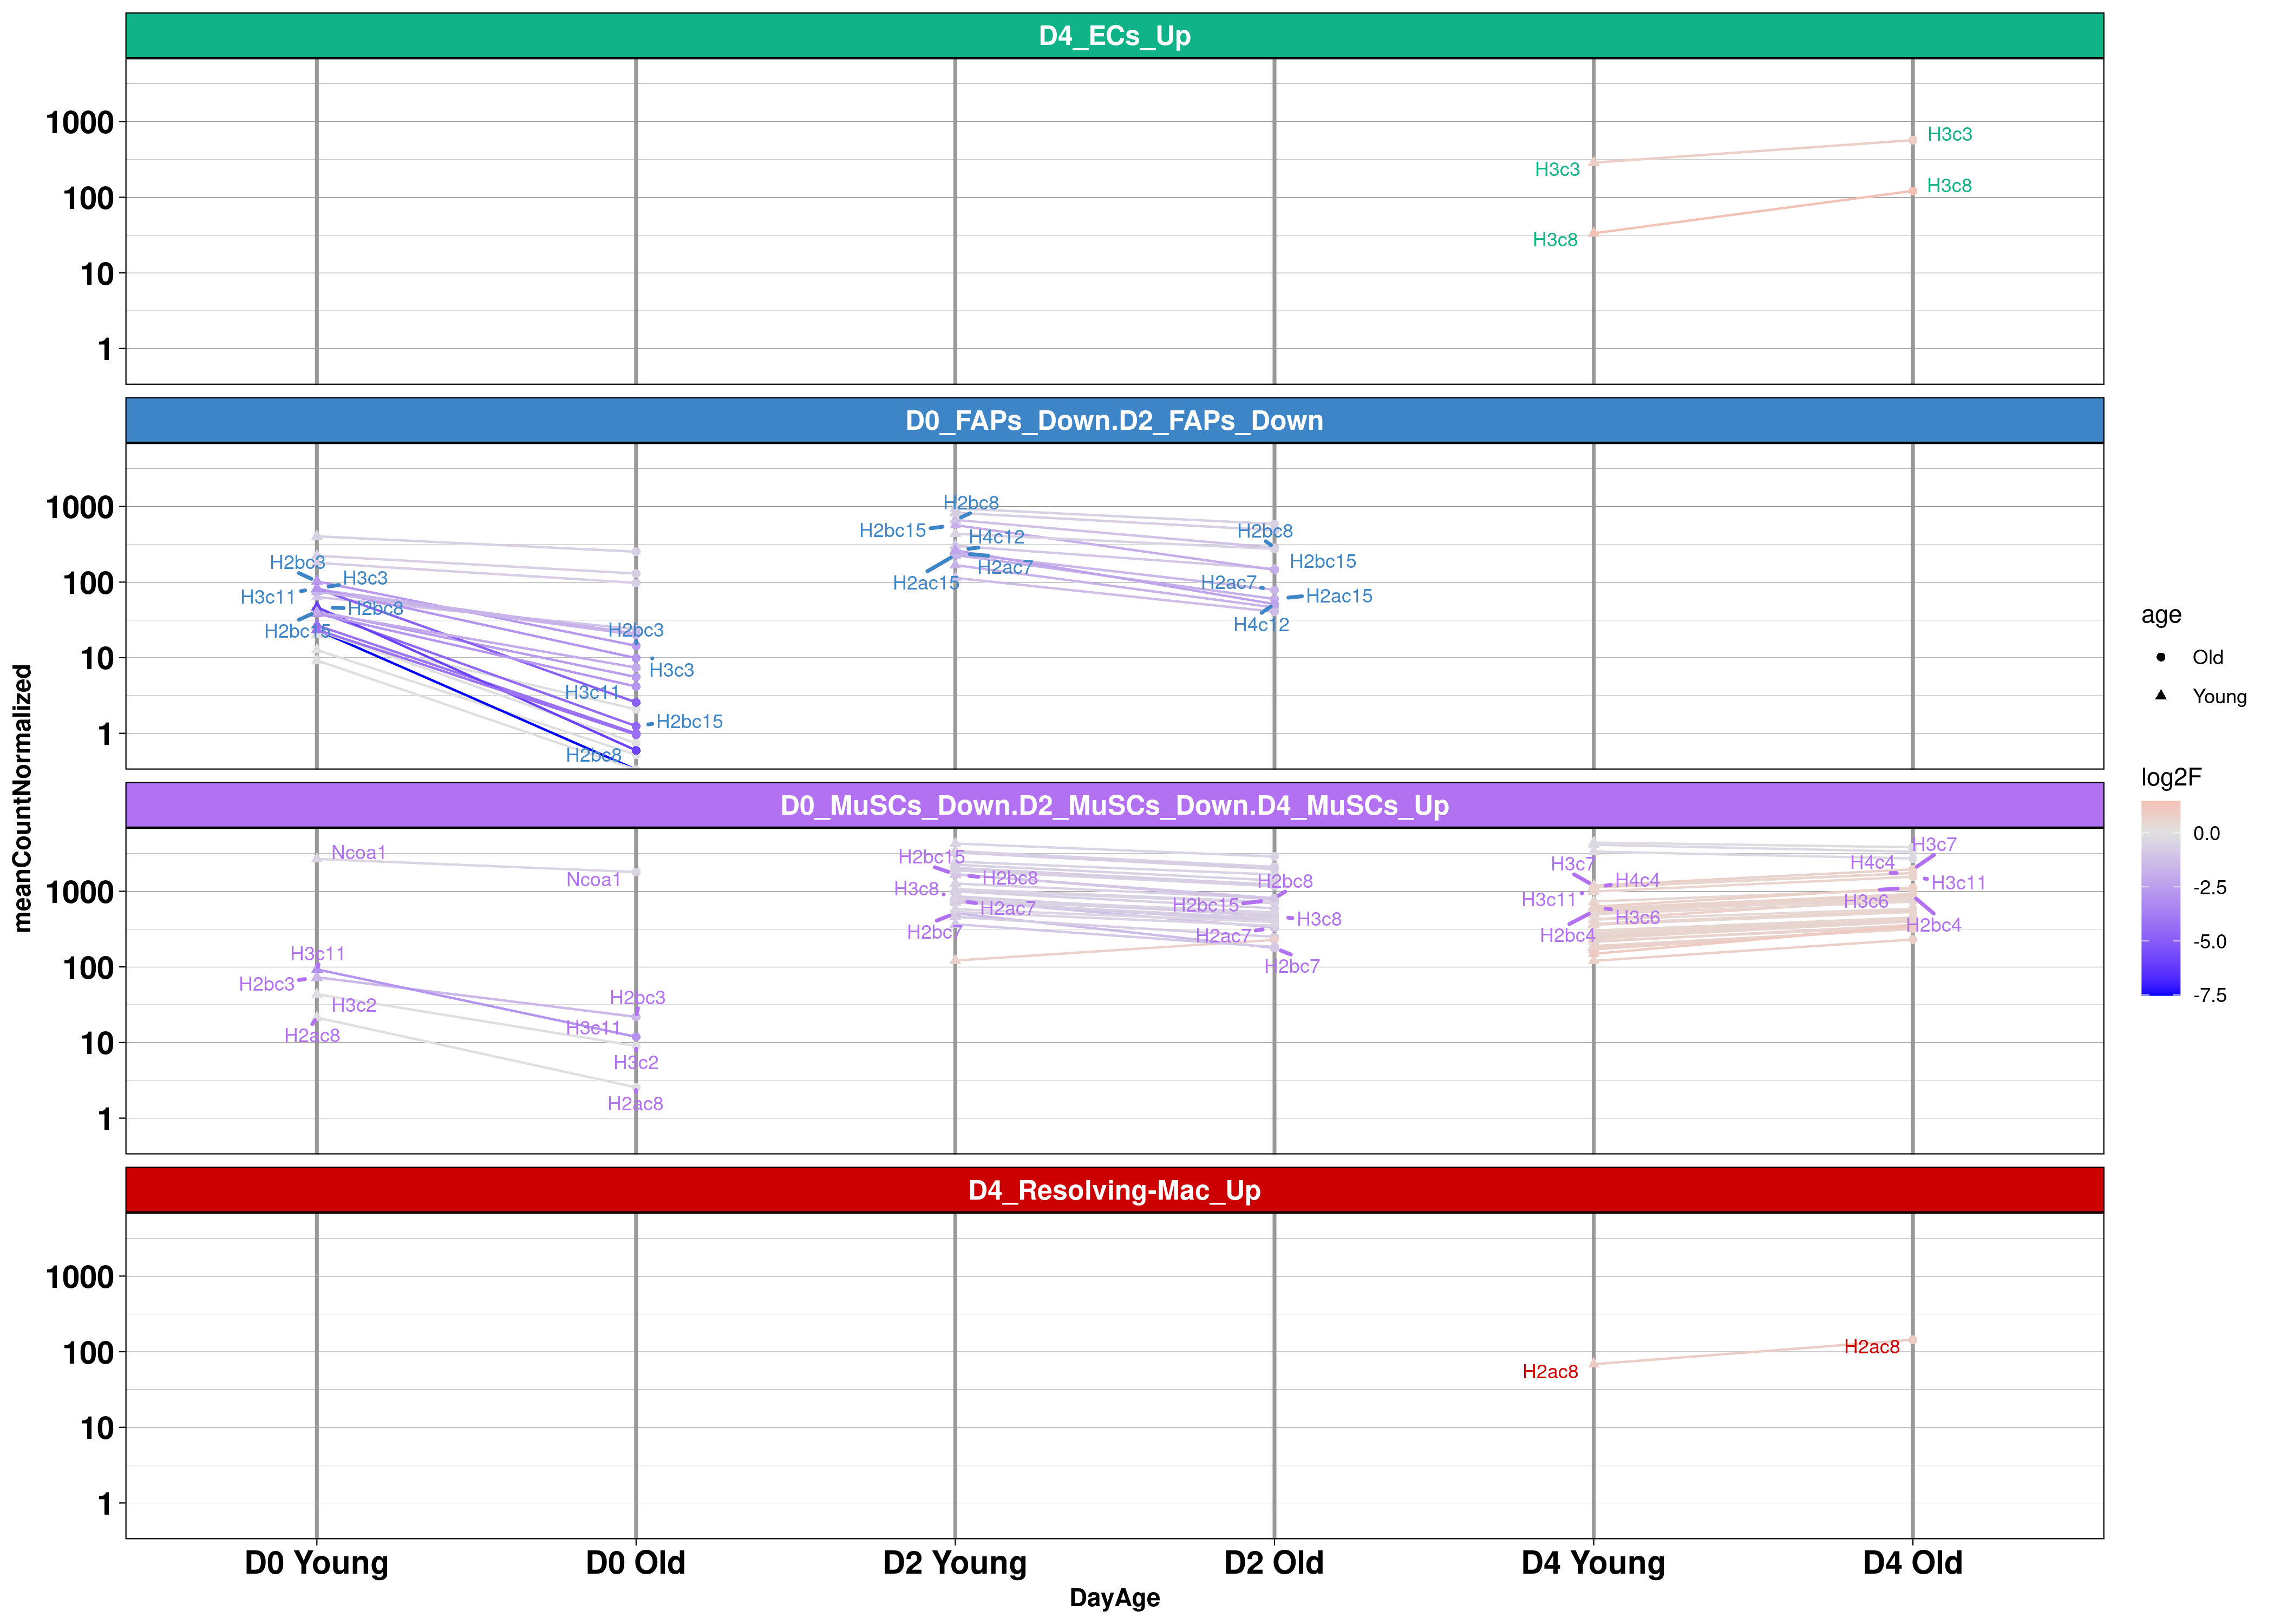 D4_ECs_Up
1000
100
10
1
H3c3
H3c3
H3c8
H3c8
D0_FAPs_Down.D2_FAPs_Down
1000
100
10
1
H2bc3
H3c3
H3c11
H2bc8
H2bc15
H2bc3
H3c3
H3c11
H2bc15
H2bc8
H2bc8
H2bc15
H4c12
H2ac7
H2ac15
H2bc8
H2bc15
H2ac7
H2ac15
H4c12
D0_MuSCs_Down.D2_MuSCs_Down.D4_MuSCs_Up
1000
100
10
1
Ncoa1
Ncoa1
H3c11
H2bc3
H3c2
H2ac8
H2bc3
H3c11
H3c2
H2ac8
H2bc15
H2bc8
H3c8
H2ac7
H2bc7
H2bc8
H2bc15
H3c8
H2ac7
H2bc7
H3c7
H4c4
H3c11
H3c6
H2bc4
H3c7
H4c4
H3c11
H3c6
H2bc4
D4_Resolving-Mac_Up
1000
100
10
1
H2ac8
H2ac8
D0 Young
D0 Old
D2 Young
D2 Old
D4 Young
D4 Old
DayAge
meanCountNormalized
age
Old
Young
log2F
0.0
-2.5
-5.0
-7.5